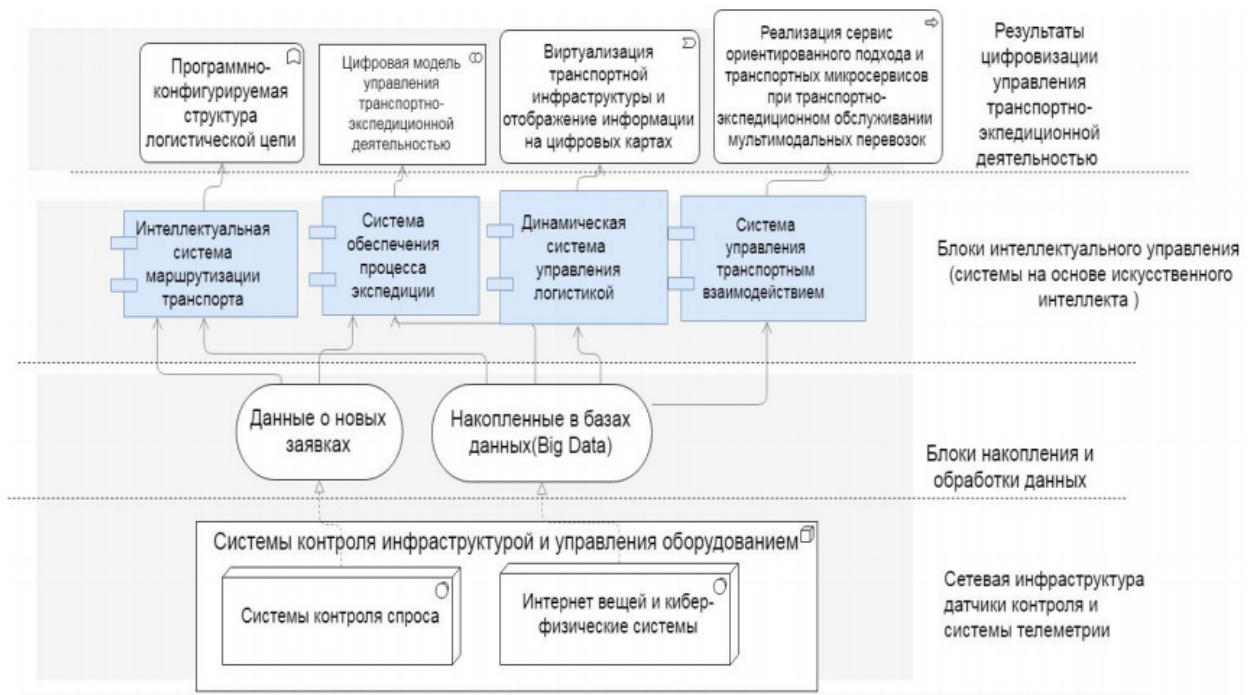 Программно-
конфигурируемая
структура
логистической цепи
Цифровая модель
управления
транспортно-
экспедиционной
деятельностью
Виртуализация
транспортной
инфраструктуры и
отображение информации
на цифровых картах
Реализация сервис
ориентированного подхода и
транспортных микросервисов
при транспортно-
экспедиционном обслуживании
мультимодальных перевозок
Результаты
цифровизации
управления
транспортно-
экпедиционной
деятельностью
Интеллектуальная
система
маршрутизации
транспорта
Система
обеспечения
процесса
экспедиции
Динамическая
система
управления
логистикой
Система
управления
транспортным
взаимодействием
Блоки интеллектуального управления
(системы на основе искусственного
интеллекта )
Данные о новых
заявках
Накопленные в базах
данных(Big Data)
Блоки накопления и
обработки данных
Системы контроля инфраструктурой и управления оборудованием
Системы контроля спроса
Интернет вещей и кибер-
физические системы
Сетевая инфраструктура
датчики контроля и
системы телеметрии